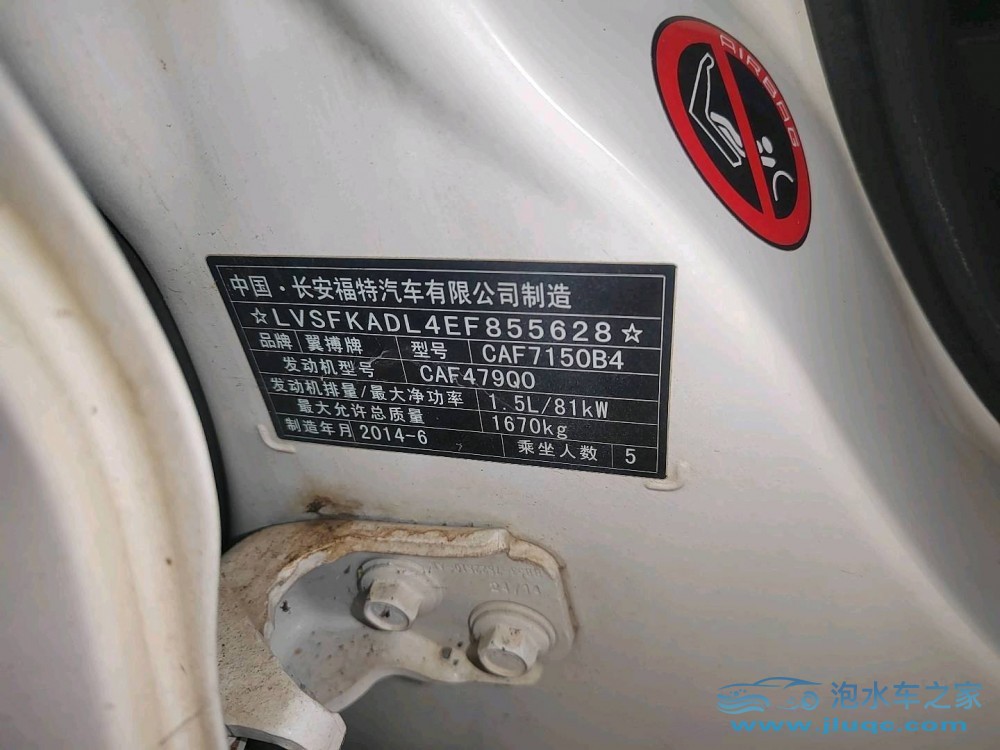 AIRBAG
中国·长安福特汽车有限公司制造
☆LVSFKADL4EF855628☆
品牌 翼搏牌 型号 CAF7150B4
发动机型号 CAF479Q0
发动机排量/最大净功率 1.5L/81kW
最大允许总质量 1670kg
制造年月 2014-6 乘坐人数 5
泡水车之家
www.jiuqc.com